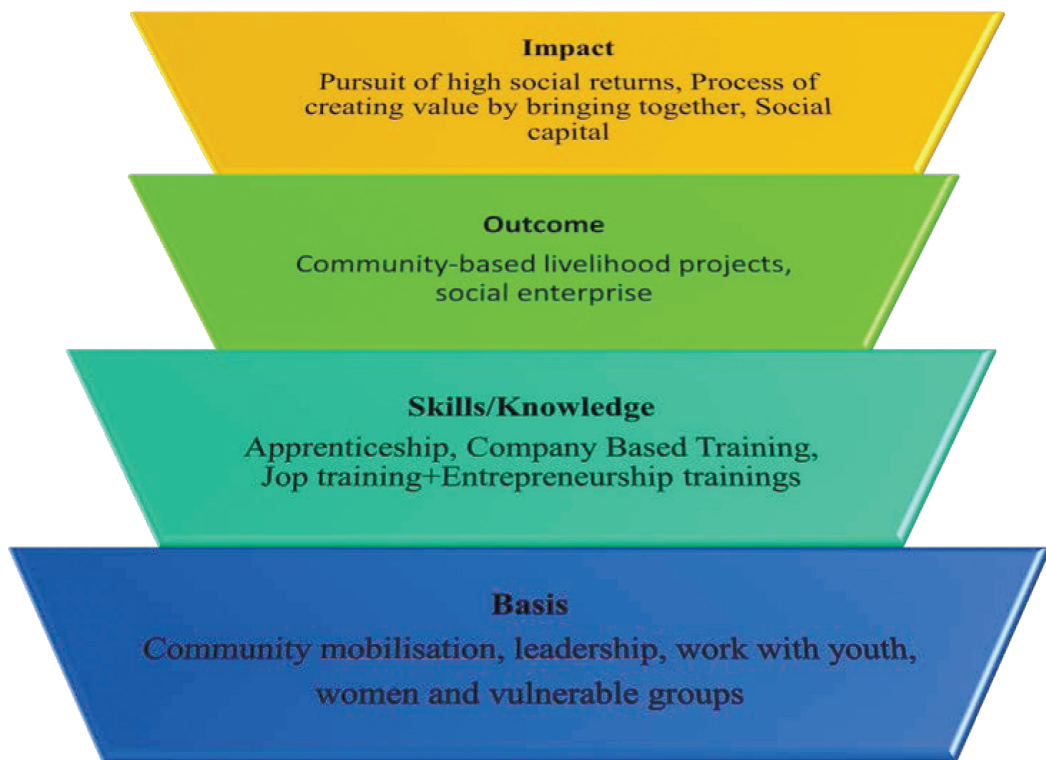 Impact
Pursuit of high social returns, Process of
creating value by bringing together, Social
capital
Outcome
Community-based livelihood projects,
social enterprise
Skills/Knowledge
Apprenticeship, Company Based Training,
Jop training+Entrepreneurship trainings
Basis
Community mobilisation, leadership, work with youth,
women and vulnerable groups